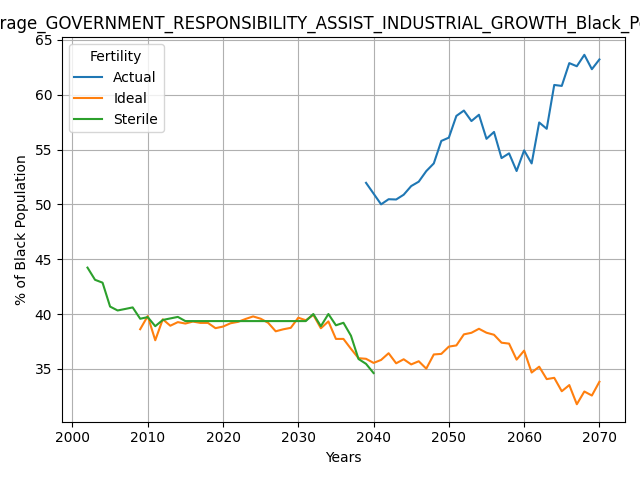 rage_GOVERNMENT_RESPONSIBILITY_ASSIST_INDUSTRIAL_GROWTH_Black_P
Fertility
Actual
Ideal
Sterile
% of Black Population
65
60
55
50
45
40
35
2000 2010 2020 2030 2040 2050 2060 2070
Years